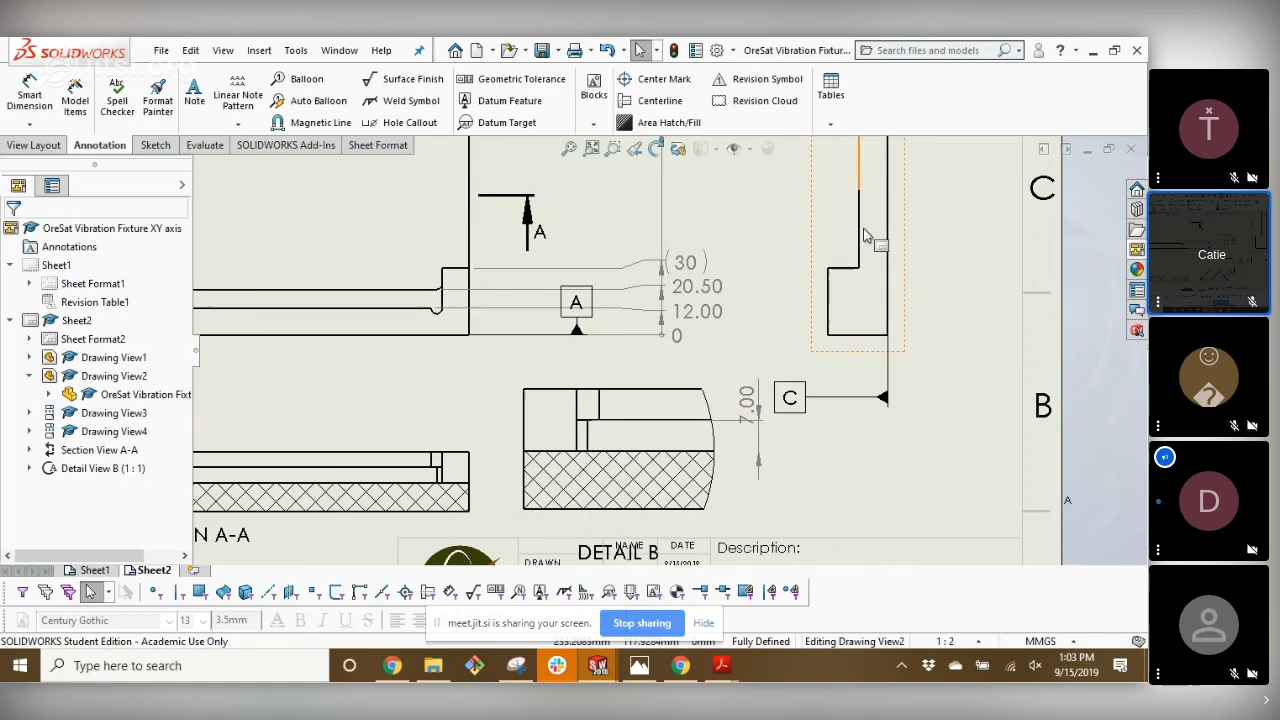 SOLIDWORKS
File Edit View Insert Tools Window Help
OreSat Vibration Fixtur...
Search files and models
Smart Dimension
Model Items
Spell Checker
Format Painter
Note
Linear Note Pattern
Balloon
Auto Balloon
Magnetic Line
Surface Finish
Weld Symbol
Hole Callout
Geometric Tolerance
Datum Feature
Datum Target
Blocks
Center Mark
Centerline
Area Hatch/Fill
Revision Symbol
Revision Cloud
Tables
View Layout Annotation Sketch Evaluate SOLIDWORKS Add-Ins Sheet Format
OreSat Vibration Fixture XY axis
Annotations
Sheet1
Sheet Format1
Revision Table1
Sheet2
Sheet Format2
Drawing View1
Drawing View2
OreSat Vibration Fixt
Drawing View3
Drawing View4
Section View A-A
Detail View B (1 : 1)
A
(30 )
20.50
12.00
0
A
7.00
C
C
B
A
N A-A
DETAIL B
NAME
DATE
DRAWN
9/15/2019
Description:
Sheet1 Sheet2
Century Gothic 13 3.5mm B I U S
meet.jit.si is sharing your screen. Stop sharing Hide
SOLIDWORKS Student Edition - Academic Use Only
0mm Fully Defined Editing Drawing View2 1 : 2 MMGS
Type here to search
SW 2018
1:03 PM
9/15/2019
T
Catie
D